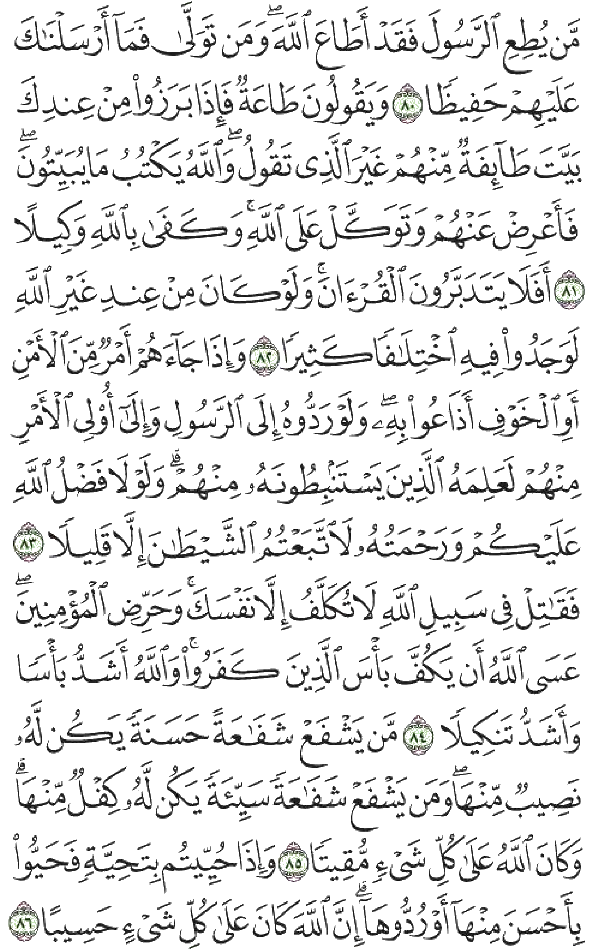 مَّن يُطِعِ ٱلرَّسُولَ فَقَدْ أَطَاعَ ٱللَّهَۖ وَمَن تَوَلَّىٰ فَمَآ أَرْسَلْنَـٰكَ
عَلَيْهِمْ حَفِيظًا ٨٠ وَيَقُولُونَ طَاعَةٌ فَإِذَا بَرَزُوا۟ مِنْ عِندِكَ
بَيَّتَ طَآئِفَةٌ مِّنْهُمْ غَيْرَ ٱلَّذِى تَقُولُۖ وَٱللَّهُ يَكْتُبُ مَا يُبَيِّتُونَۖ
فَأَعْرِضْ عَنْهُمْ وَتَوَكَّلْ عَلَى ٱللَّهِۚ وَكَفَىٰ بِٱللَّهِ وَكِيلًا
٨١ أَفَلَا يَتَدَبَّرُونَ ٱلْقُرْءَانَۚ وَلَوْ كَانَ مِنْ عِندِ غَيْرِ ٱللَّهِ
لَوَجَدُوا۟ فِيهِ ٱخْتِلَـٰفًا كَثِيرًا ٨٢ وَإِذَا جَآءَهُمْ أَمْرٌ مِّنَ ٱلْأَمْنِ
أَوِ ٱلْخَوْفِ أَذَاعُوا۟ بِهِۦۖ وَلَوْ رَدُّوهُ إِلَى ٱلرَّسُولِ وَإِلَىٰٓ أُو۟لِى ٱلْأَمْرِ
مِنْهُمْ لَعَلِمَهُ ٱلَّذِينَ يَسْتَنۢبِطُونَهُۥ مِنْهُمْۗ وَلَوْلَا فَضْلُ ٱللَّهِ
عَلَيْكُمْ وَرَحْمَتُهُۥ لَٱتَّبَعْتُمُ ٱلشَّيْطَـٰنَ إِلَّا قَلِيلًا ٨٣
فَقَـٰتِلْ فِى سَبِيلِ ٱللَّهِ لَا تُكَلَّفُ إِلَّا نَفْسَكَۚ وَحَرِّضِ ٱلْمُؤْمِنِينَۖ
عَسَى ٱللَّهُ أَن يَكُفَّ بَأْسَ ٱلَّذِينَ كَفَرُوا۟ۚ وَٱللَّهُ أَشَدُّ بَأْسًا
وَأَشَدُّ تَنكِيلًا ٨٤ مَّن يَشْفَعْ شَفَـٰعَةً حَسَنَةً يَكُن لَّهُۥ
نَصِيبٌ مِّنْهَاۖ وَمَن يَشْفَعْ شَفَـٰعَةً سَيِّئَةً يَكُن لَّهُۥ كِفْلٌ مِّنْهَاۗ
وَكَانَ ٱللَّهُ عَلَىٰ كُلِّ شَىْءٍ مُّقِيتًا ٨٥ وَإِذَا حُيِّيتُم بِتَحِيَّةٍ فَحَيُّوا۟
بِأَحْسَنَ مِنْهَآ أَوْ رُدُّوهَآۗ إِنَّ ٱللَّهَ كَانَ عَلَىٰ كُلِّ شَىْءٍ حَسِيبًا ٨٦